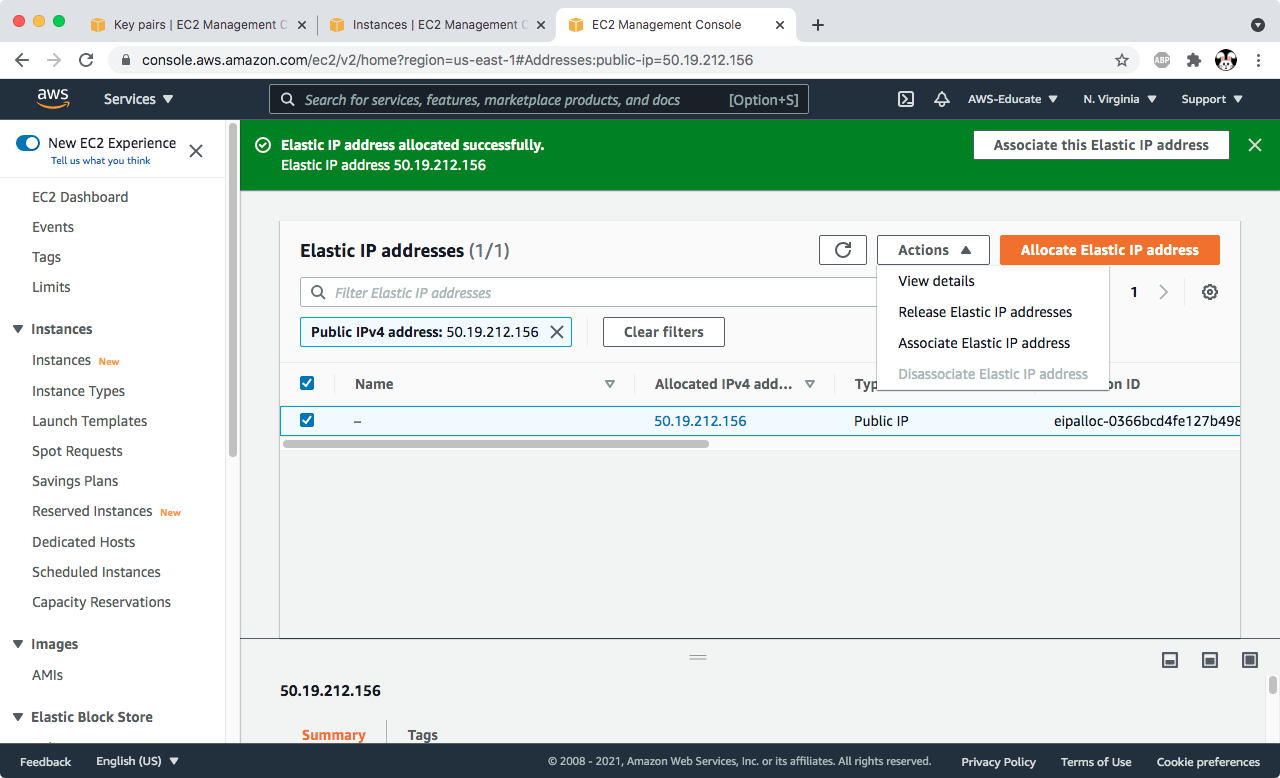 Key pairs | EC2 Management C
Instances | EC2 Management C
EC2 Management Console
console.aws.amazon.com/ec2/v2/home?region=us-east-1#Addresses:public-ip=50.19.212.156
ABP
aws
Services
Search for services, features, marketplace products, and docs
[Option+S]
AWS-Educate
N. Virginia
Support
New EC2 Experience
Tell us what you think
EC2 Dashboard
Events
Tags
Limits
Instances
Instances New
Instance Types
Launch Templates
Spot Requests
Savings Plans
Reserved Instances New
Dedicated Hosts
Scheduled Instances
Capacity Reservations
Images
AMIs
Elastic Block Store
Elastic IP address allocated successfully.
Elastic IP address 50.19.212.156
Associate this Elastic IP address
Elastic IP addresses (1/1)
Actions
Allocate Elastic IP address
View details
Release Elastic IP addresses
Associate Elastic IP address
Disassociate Elastic IP address
Filter Elastic IP addresses
1
Public IPv4 address: 50.19.212.156
Clear filters
Name
Allocated IPv4 add...
Typ
on ID
–
50.19.212.156
Public IP
eipalloc-0366bcd4fe127b498
50.19.212.156
Summary
Tags
Feedback
English (US)
© 2008 - 2021, Amazon Web Services, Inc. or its affiliates. All rights reserved.
Privacy Policy
Terms of Use
Cookie preferences